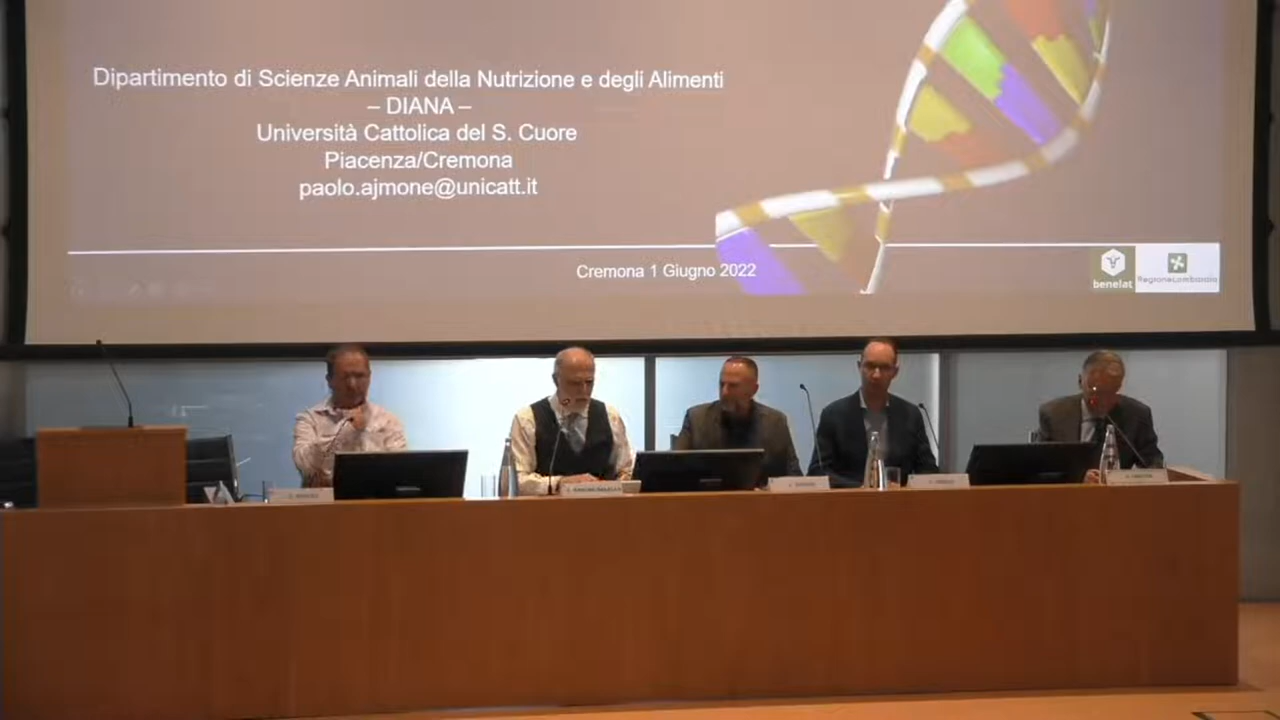 Dipartimento di Scienze Animali della Nutrizione e degli Alimenti
– DIANA –
Università Cattolica del S. Cuore
Piacenza/Cremona
paolo.ajmone@unicatt.it
Cremona 1 Giugno 2022
benelat
RegioneLombardia